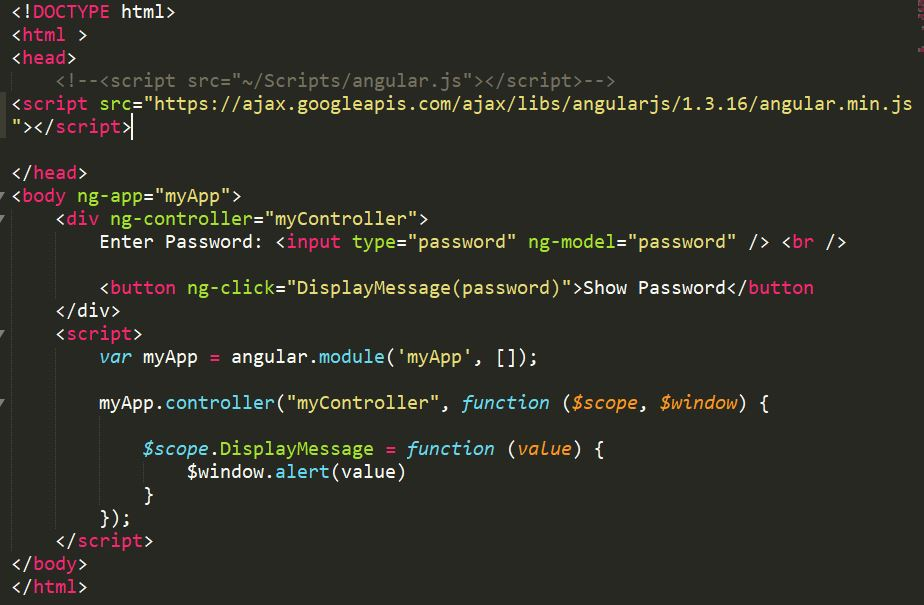 <!DOCTYPE html>
<html >
<head>
    <!--<script src="~/Scripts/angular.js"></script>-->
<script src="https://ajax.googleapis.com/ajax/libs/angularjs/1.3.16/angular.min.js
"></script>

</head>
<body ng-app="myApp">
    <div ng-controller="myController">
        Enter Password: <input type="password" ng-model="password" /> <br />

        <button ng-click="DisplayMessage(password)">Show Password</button
    </div>
    <script>
        var myApp = angular.module('myApp', []);

        myApp.controller("myController", function ($scope, $window) {

            $scope.DisplayMessage = function (value) {
                $window.alert(value)
            }
        });
    </script>
</body>
</html>